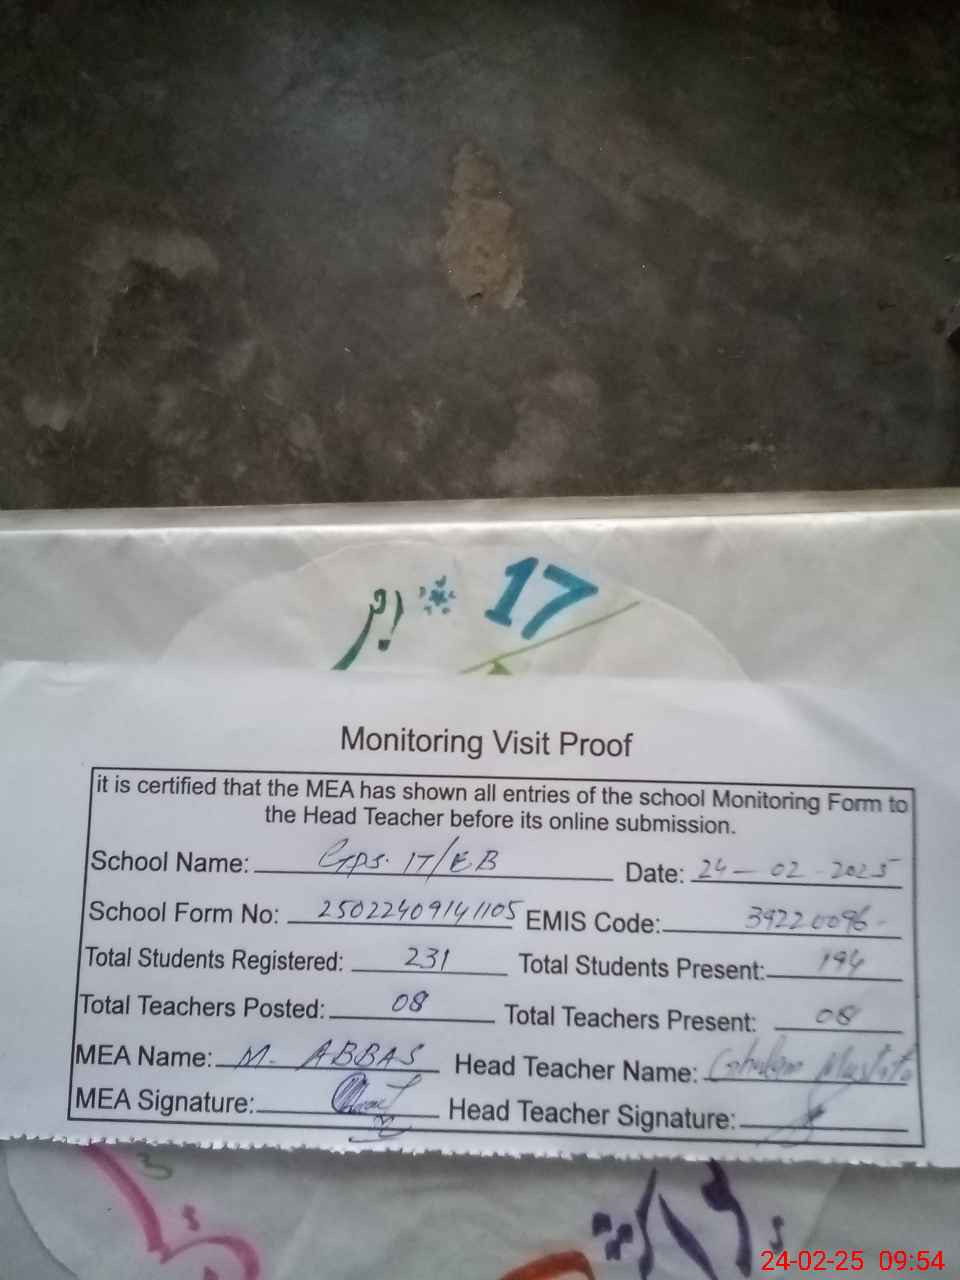 17
Monitoring Visit Proof
it is certified that the MEA has shown all entries of the school Monitoring Form to
the Head Teacher before its online submission.
School Name: GPS. 17/EB Date: 24-02-2025
School Form No: 25022409141105 EMIS Code: 39220096
Total Students Registered: 231 Total Students Present: 194
Total Teachers Posted: 08 Total Teachers Present: 08
MEA Name: M. ABBAS Head Teacher Name: Ghulam Mustafa
MEA Signature: Head Teacher Signature:
24-02-25 09:54